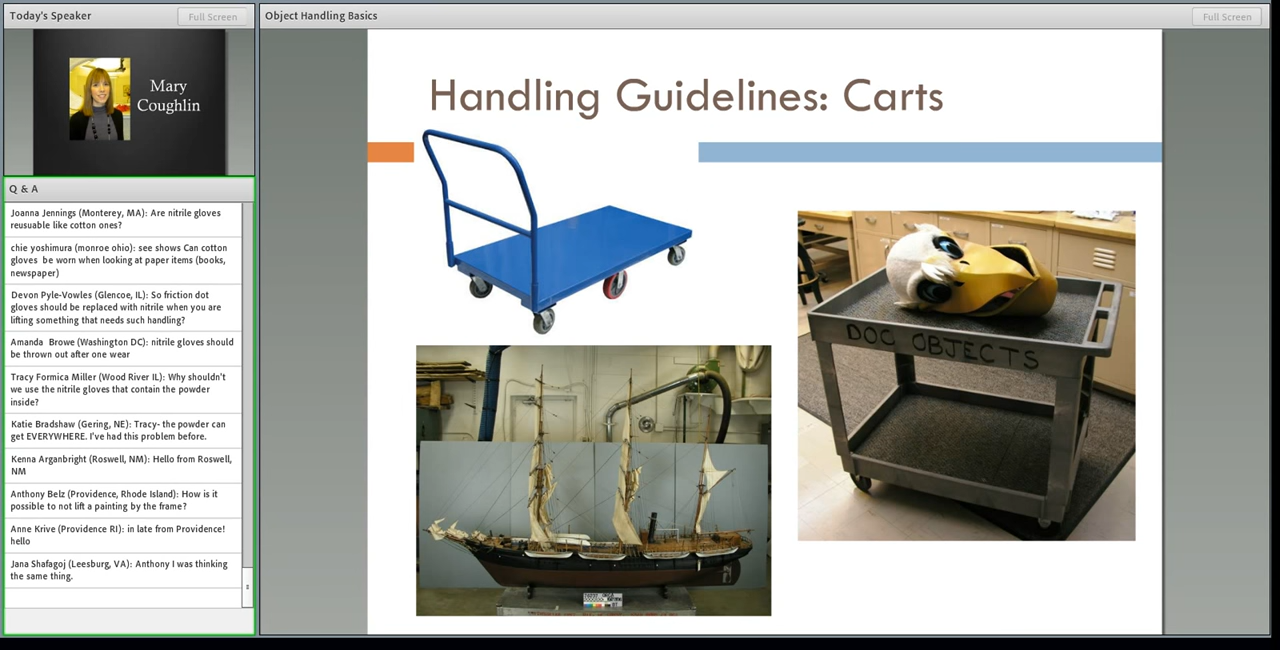 Today's Speaker
Full Screen
Mary
Coughlin
Q & A
Joanna Jennings (Monterey, MA): Are nitrile gloves
reusuable like cotton ones?
chie yoshimura (monroe ohio): see shows Can cotton
gloves  be worn when looking at paper items (books,
newspaper)
Devon Pyle-Vowles (Glencoe, IL): So friction dot
gloves should be replaced with nitrile when you are
lifting something that needs such handling?
Amanda  Browe (Washington DC): nitrile gloves should
be thrown out after one wear
Tracy Formica Miller (Wood River IL): Why shouldn't
we use the nitrile gloves that contain the powder
inside?
Katie Bradshaw (Gering, NE): Tracy- the powder can
get EVERYWHERE. I've had this problem before.
Kenna Arganbright (Roswell, NM): Hello from Roswell,
NM
Anthony Belz (Providence, Rhode Island): How is it
possible to not lift a painting by the frame?
Anne Krive (Providence RI): in late from Providence!
hello
Jana Shafagoj (Leesburg, VA): Anthony I was thinking
the same thing.
Object Handling Basics
Full Screen
Handling Guidelines: Carts
DOC OBJECTS